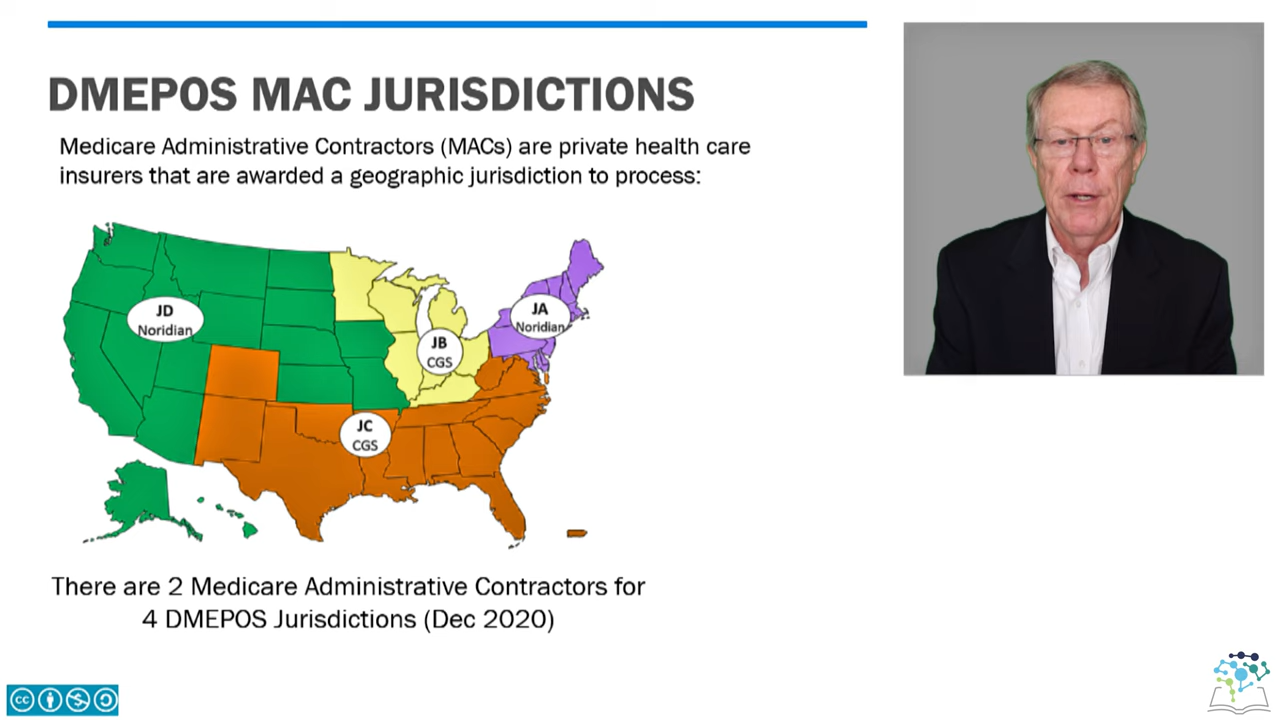 DMEPOS MAC JURISDICTIONS
Medicare Administrative Contractors (MACs) are private health care
insurers that are awarded a geographic jurisdiction to process:
JD
Noridian
JA
Noridian
JB
CGS
JC
CGS
There are 2 Medicare Administrative Contractors for
4 DMEPOS Jurisdictions (Dec 2020)
cc